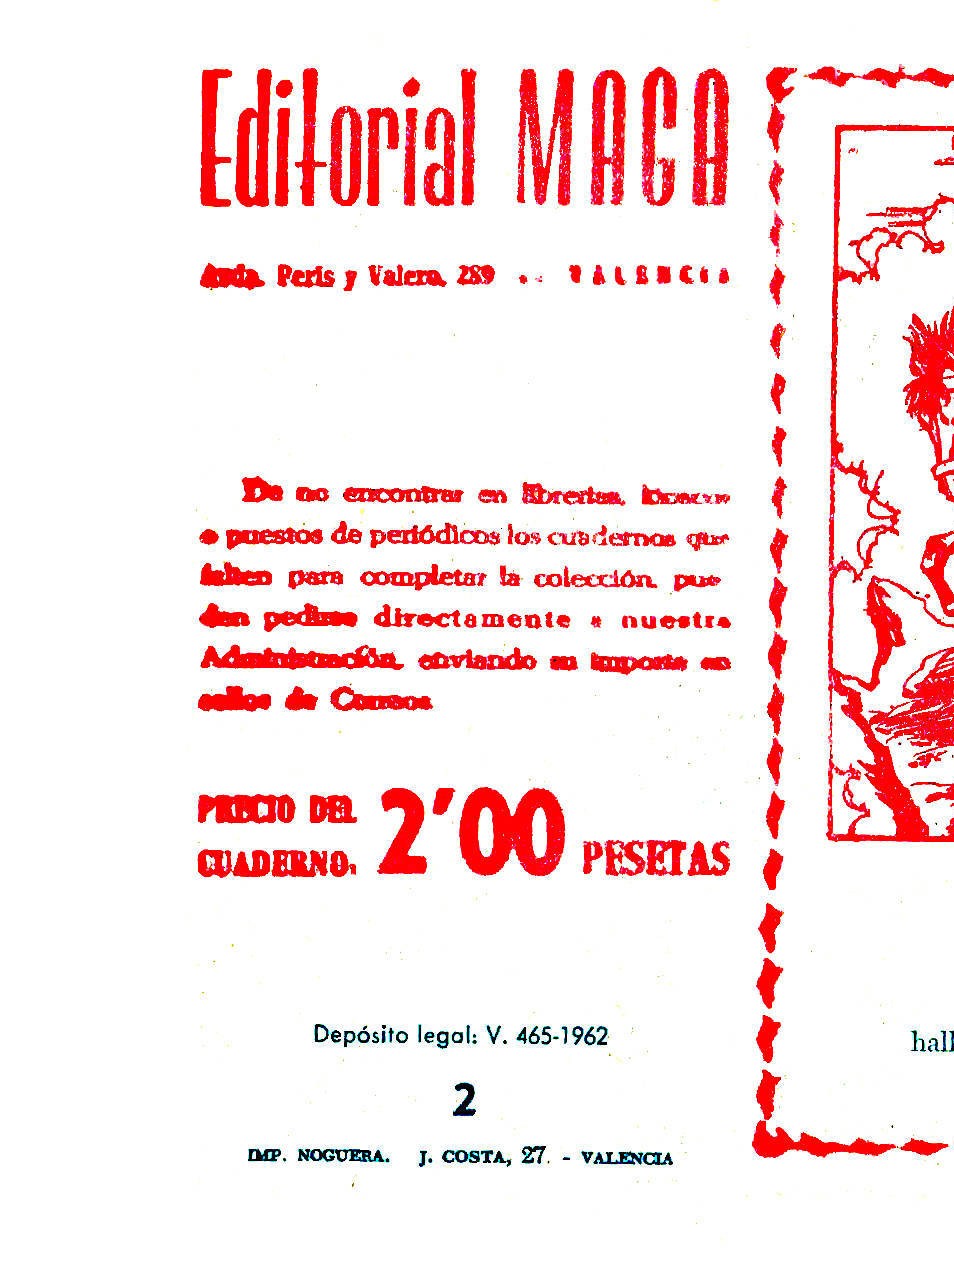 Editorial MAGA
Avda. Peris y Valero, 289 - VALENCIA
De no encontrar en librerías, kioscos
o puestos de periódicos los cuadernos que
falten para completar la colección, pue-
den pedirse directamente a nuestra
Administración, enviando su importe en
sellos de Correos
PRECIO DEL
CUADERNO, 2'00 PESETAS
Depósito legal: V. 465-1962
2
IMP. NOGUERA. J. COSTA, 27. - VALENCIA
hall